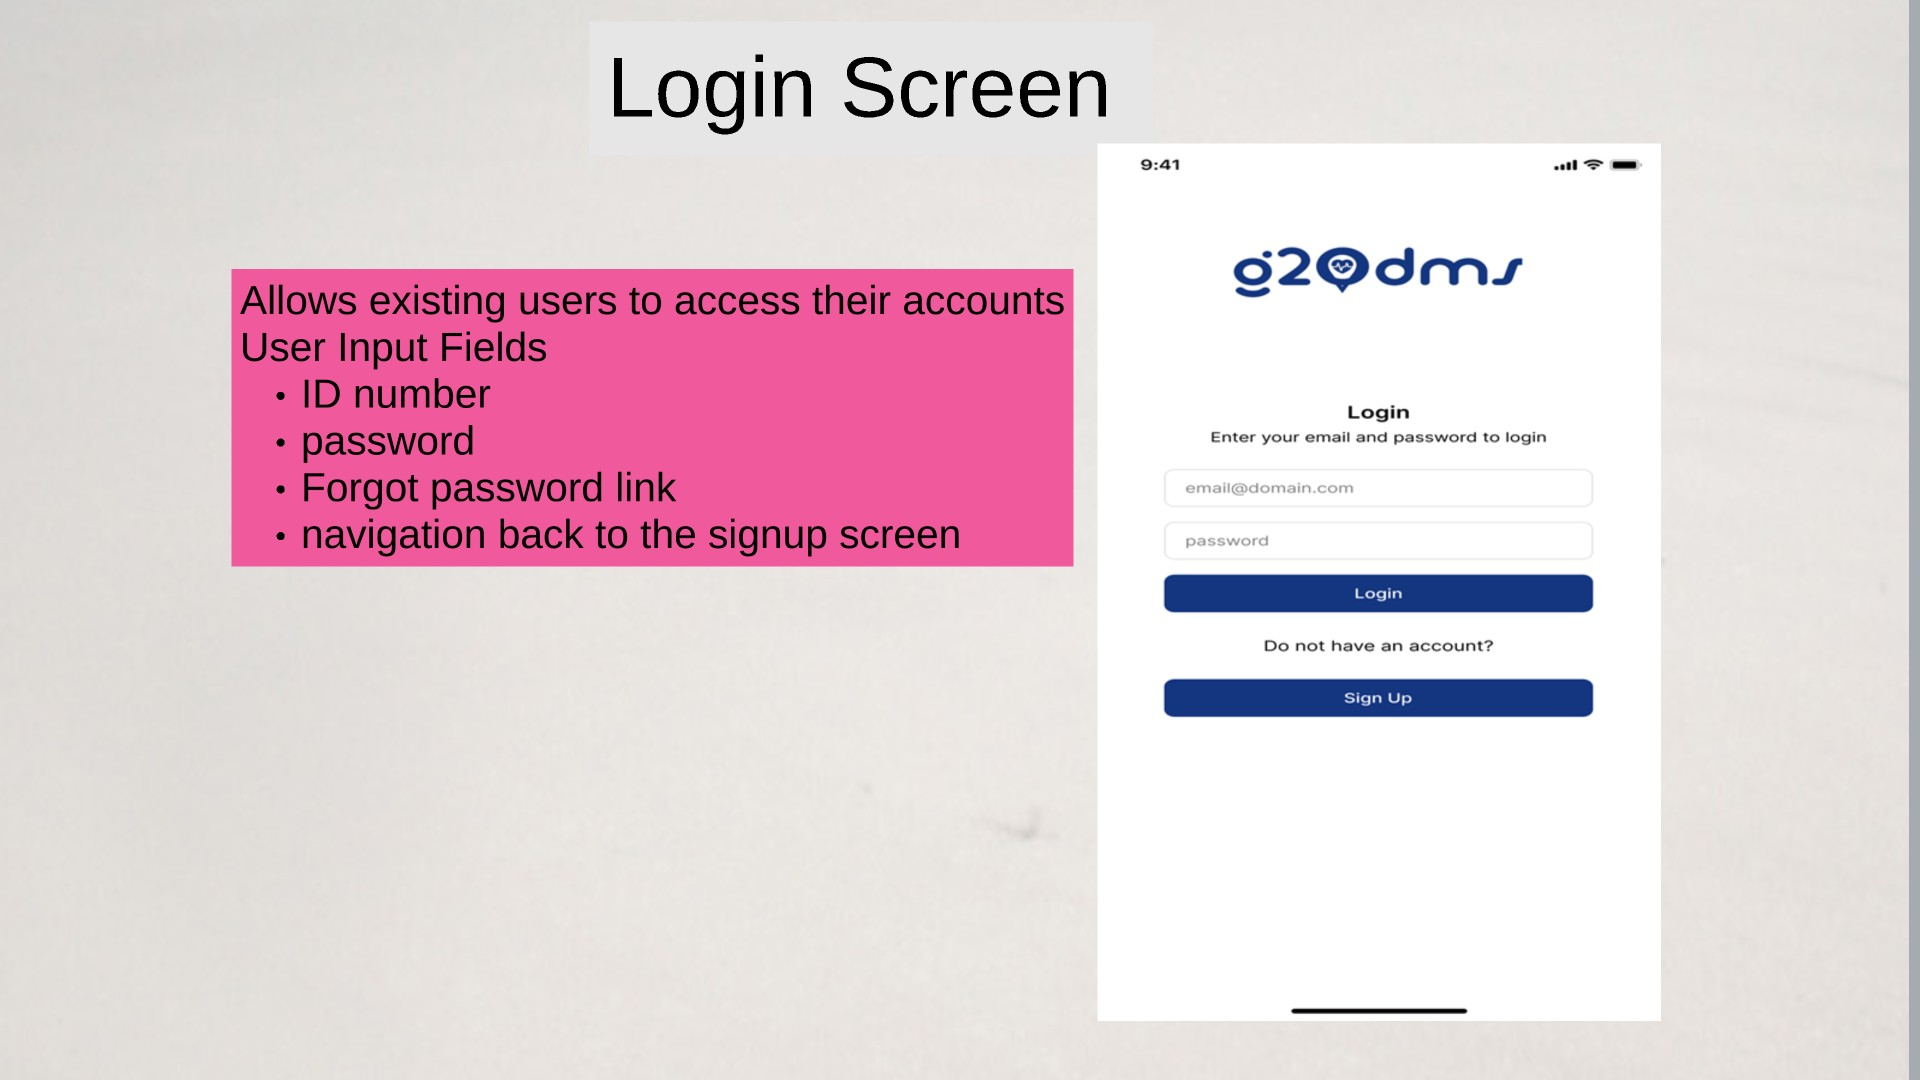 Login Screen
Allows existing users to access their accounts
User Input Fields
• ID number
• password
• Forgot password link
• navigation back to the signup screen
9:41
g2dms
Login
Enter your email and password to login
email@domain.com
password
Login
Do not have an account?
Sign Up